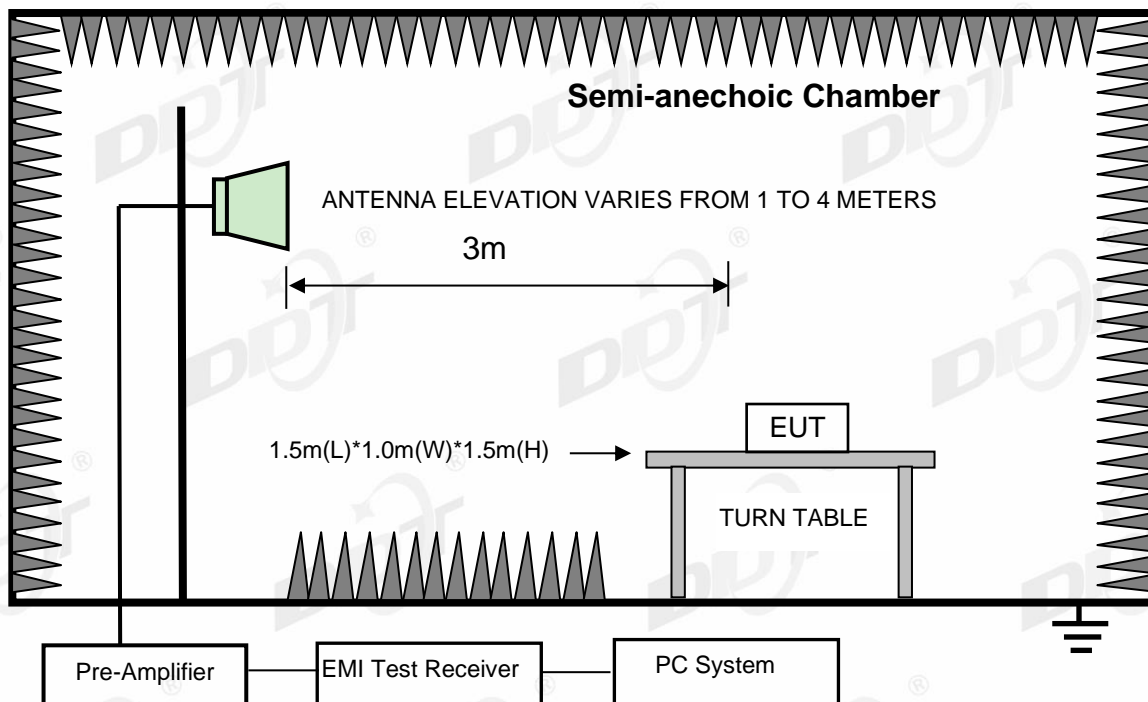 Semi-anechoic Chamber
ANTENNA ELEVATION VARIES FROM 1 TO 4 METERS
3m
EUT
1.5m(L)*1.0m(W)*1.5m(H)
TURN TABLE
Pre-Amplifier
EMI Test Receiver
PC System
DDT
®